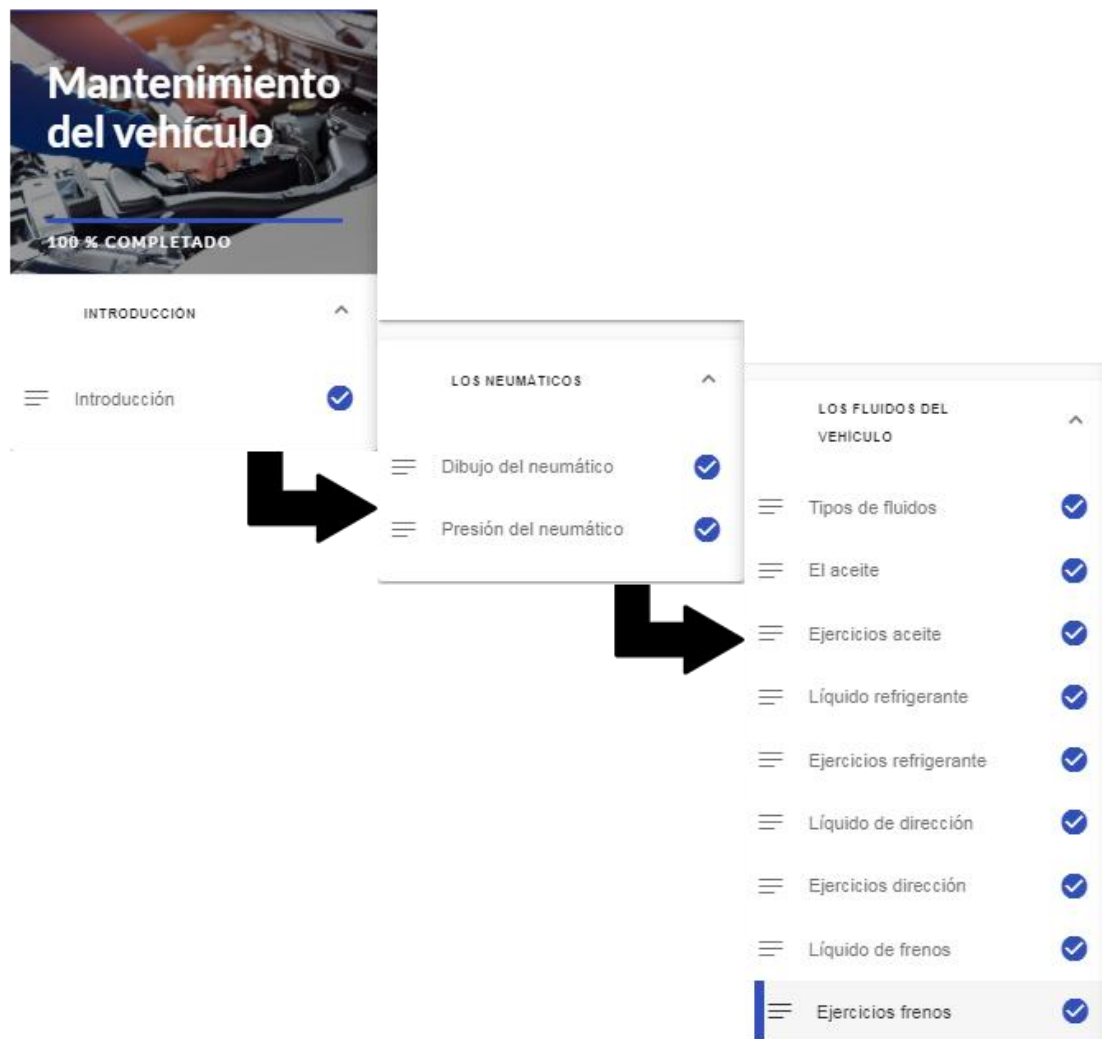 Mantenimiento
del vehículo
100 % COMPLETADO
INTRODUCCIÓN
Introducción
LOS NEUMÁTICOS
Dibujo del neumático
Presión del neumático
LOS FLUIDOS DEL
VEHÍCULO
Tipos de fluidos
El aceite
Ejercicios aceite
Líquido refrigerante
Ejercicios refrigerante
Líquido de dirección
Ejercicios dirección
Líquido de frenos
Ejercicios frenos